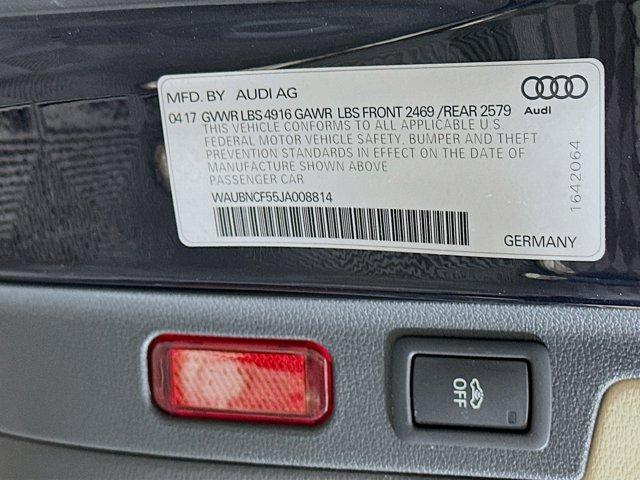 MFD. BY AUDI AG
Audi
0417 GVWR LBS 4916 GAWR LBS FRONT 2469 /REAR 2579
THIS VEHICLE CONFORMS TO ALL APPLICABLE U.S.
FEDERAL MOTOR VEHICLE SAFETY, BUMPER AND THEFT
PREVENTION STANDARDS IN EFFECT ON THE DATE OF
MANUFACTURE SHOWN ABOVE
PASSENGER CAR
WAUBNCF55JA008814
1642064
GERMANY
OFF